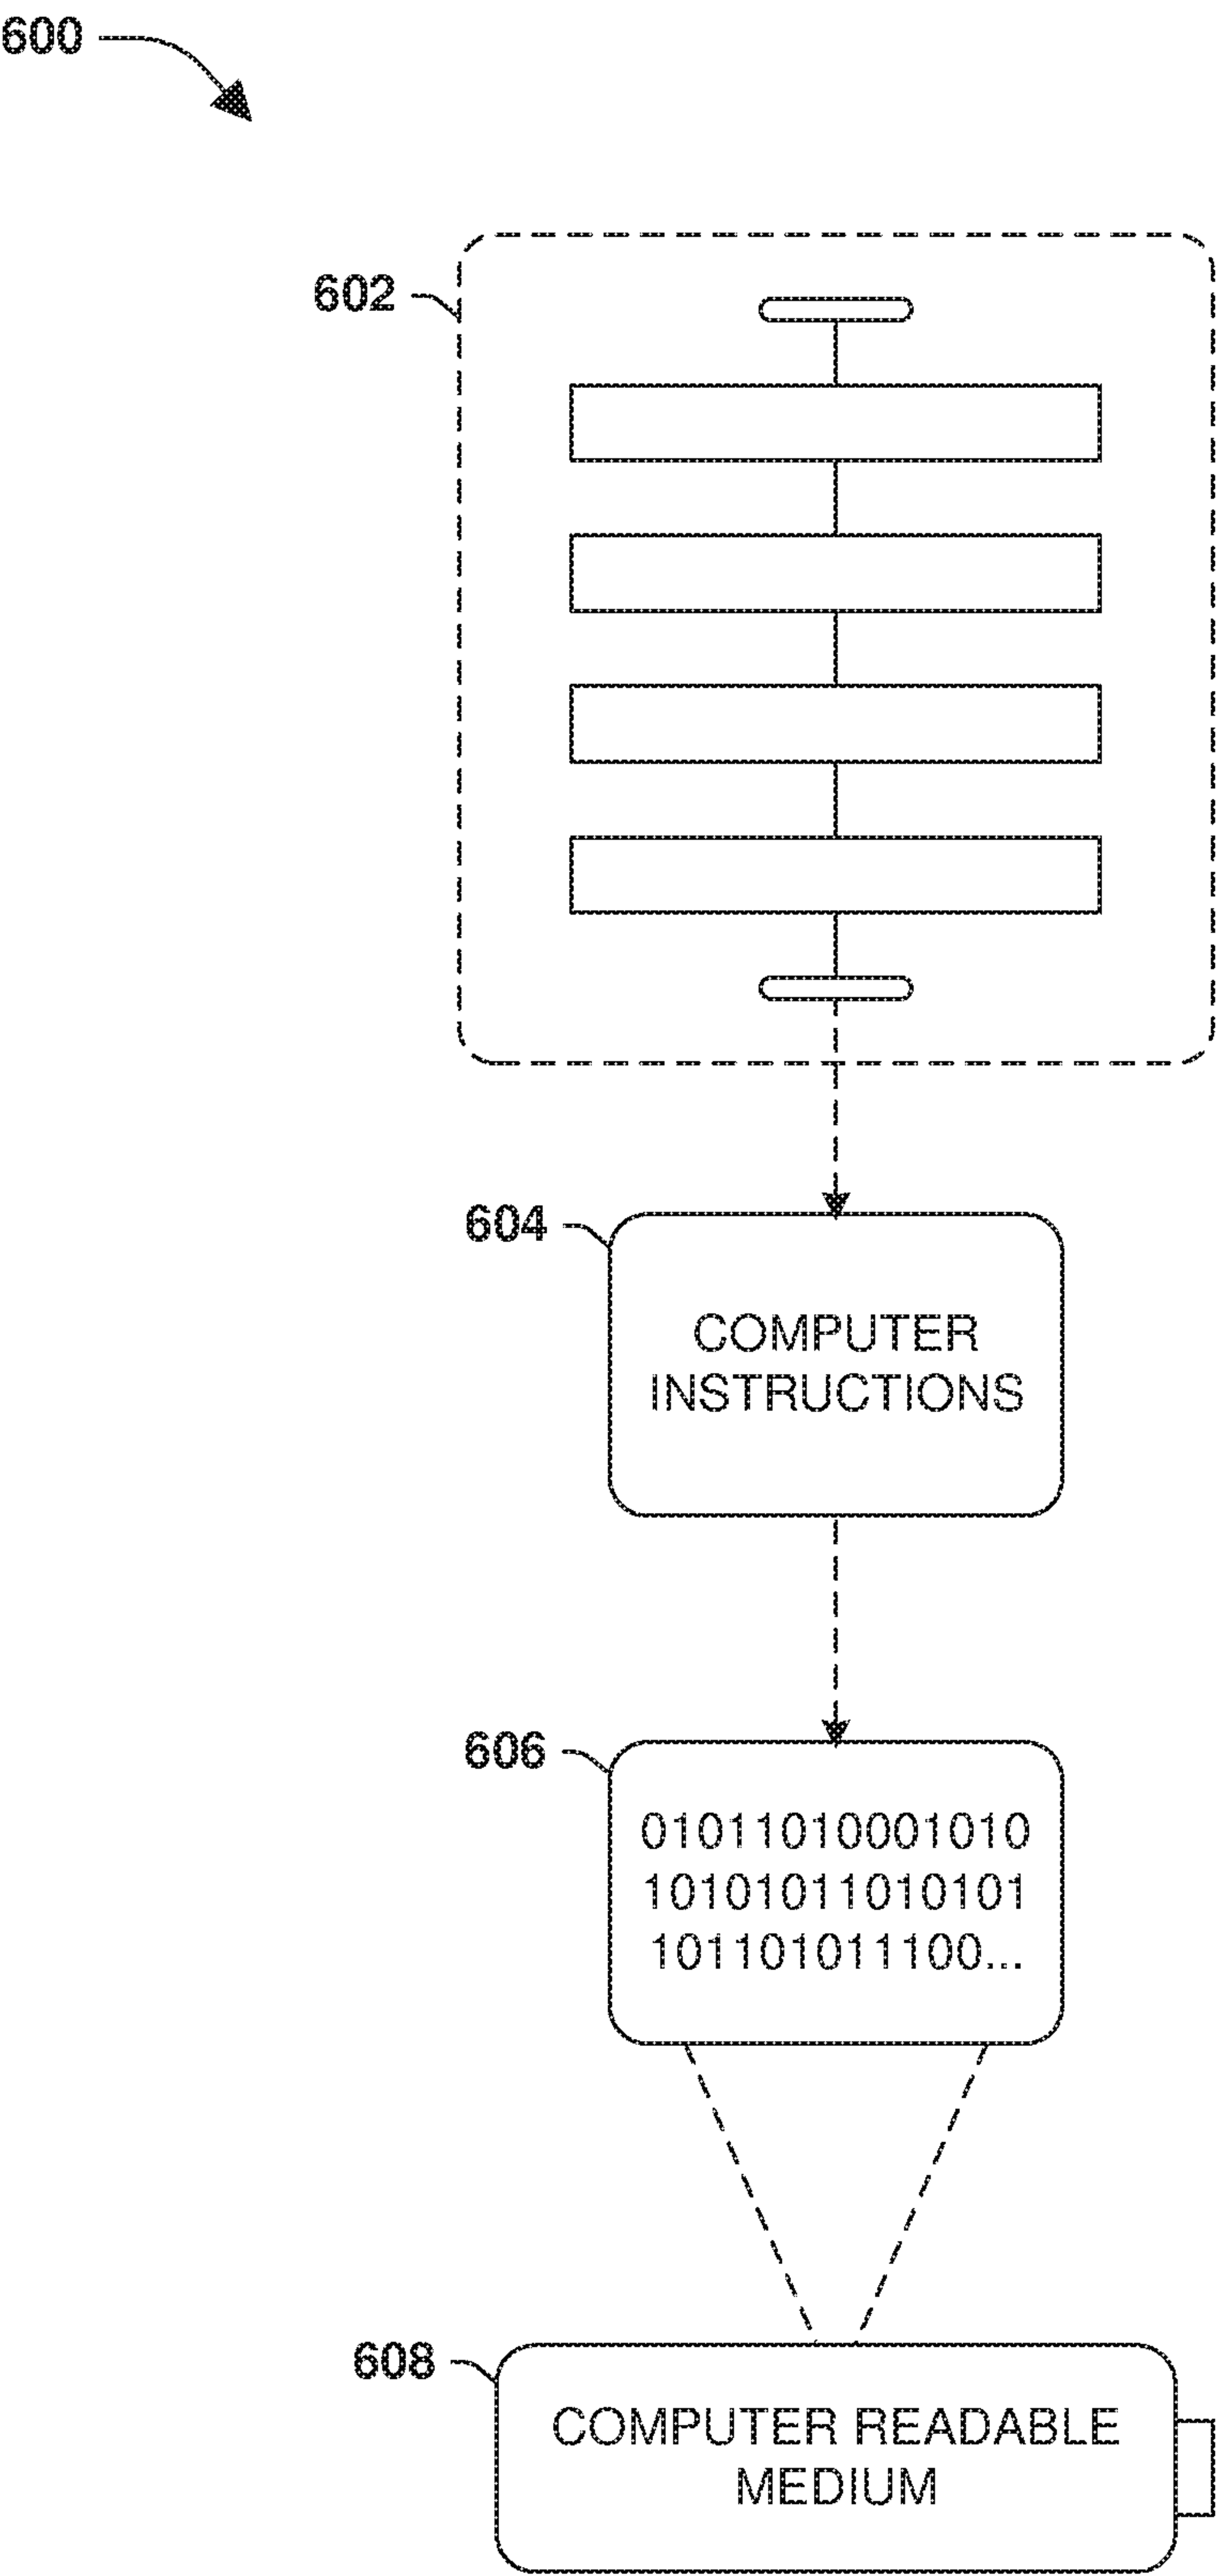 600
602
604
COMPUTER
INSTRUCTIONS
606
01011010001010
10101011010101
101101011100...
608
COMPUTER READABLE
MEDIUM